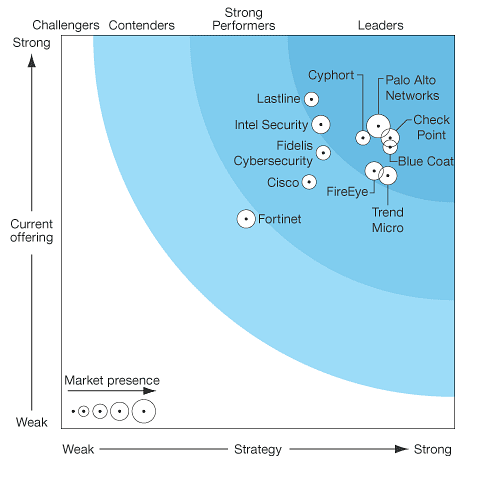 Challengers Contenders Strong Performers Leaders
Strong
Cyphort
Palo Alto
Networks
Lastline
Check
Point
Intel Security
Fidelis
Cybersecurity
Blue Coat
Cisco
FireEye
Trend
Micro
Fortinet
Current
offering
Market presence
Weak
Weak Strategy Strong